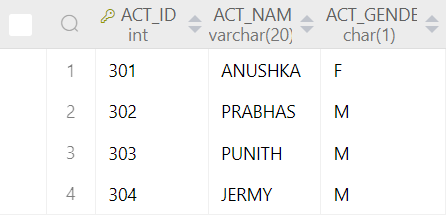 ACT_ID ACT_NAM ACT_GENDE
int varchar(20) char(1)
1 301 ANUSHKA F
2 302 PRABHAS M
3 303 PUNITH M
4 304 JERMY M